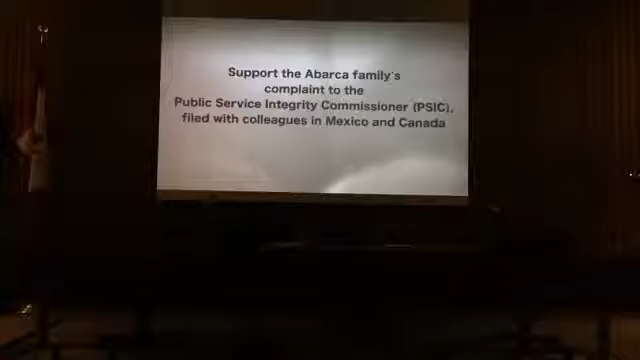 Support the Abarca family's
complaint to the
Public Service Integrity Commissioner (PSIC),
filed with colleagues in Mexico and Canada